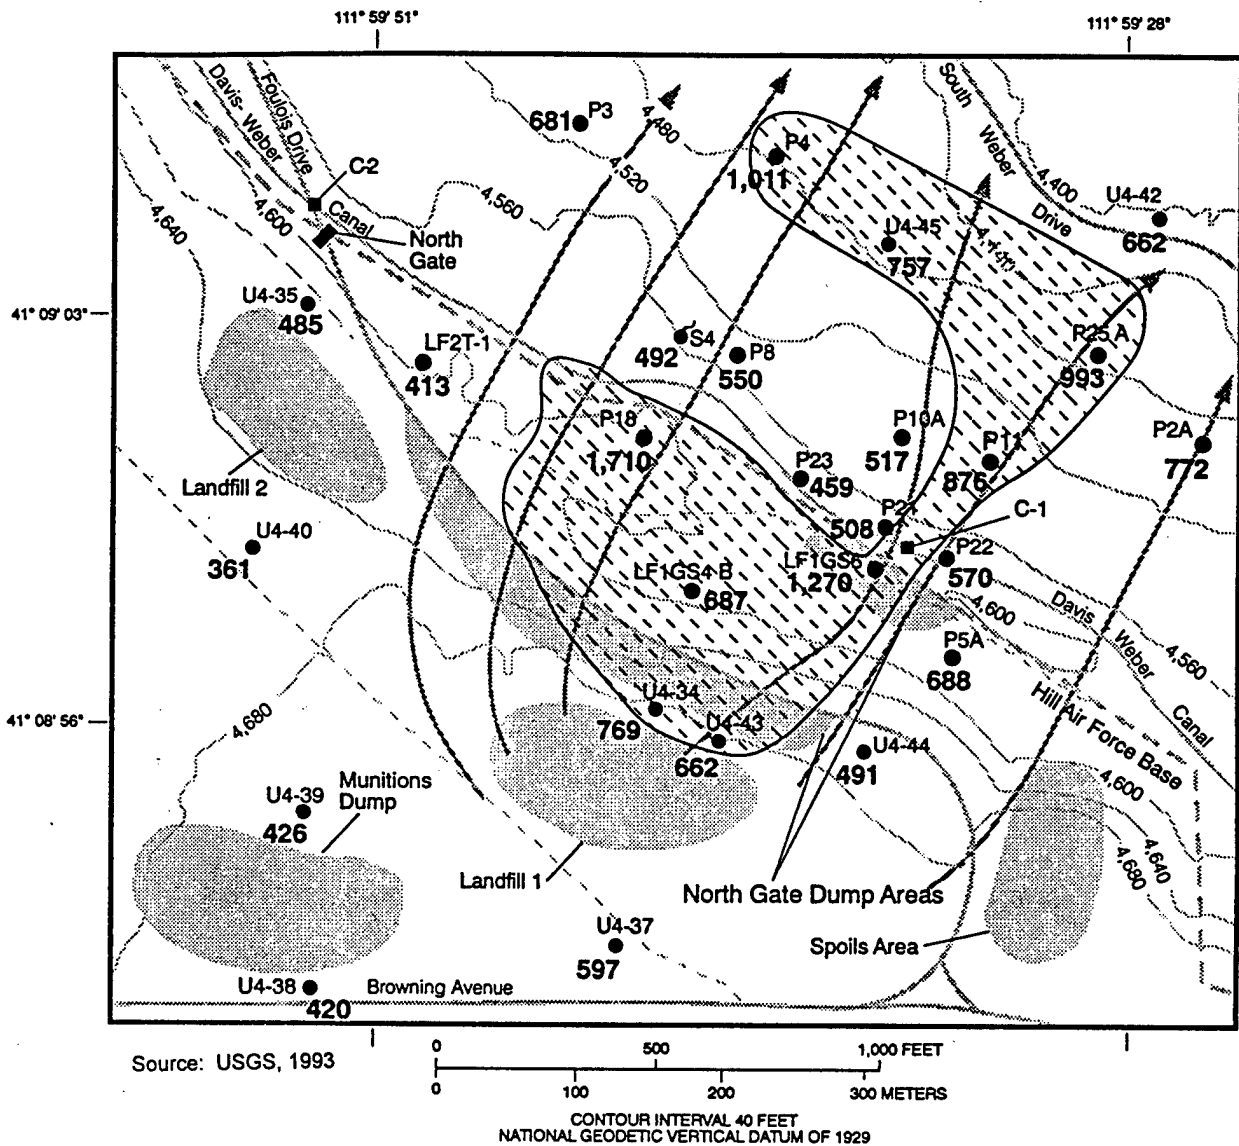 111° 59' 51"
111° 59' 28"
Davis-
Weber
Canal
Foulois Drive
C-2
681 P3
4,480
4,520
4,560
4,600
4,640
North
Gate
P4
1,011
South
Weber
Drive
4,400
U4-42
662
U4-45
757
41° 09' 03"
U4-35
485
LF2T-1
413
S4
492
P8
550
P25 A
993
P18
1,710
P10A
517
P11
876
P2A
772
P23
459
Landfill 2
P21
508
C-1
U4-40
361
LF1GS4 B
687
LF1GS6
1,270
P22
570
4,600
Davis
Weber
Canal
4,560
P5A
688
Hill Air Force Base
41° 08' 56"
4,680
U4-34
769
U4-43
662
U4-44
491
4,600
4,640
4,680
Munitions
Dump
U4-39
426
Landfill 1
North Gate Dump Areas
U4-37
597
Spoils Area
U4-38
420
Browning Avenue
Source: USGS, 1993
0 500 1,000 FEET
0 100 200 300 METERS
CONTOUR INTERVAL 40 FEET
NATIONAL GEODETIC VERTICAL DATUM OF 1929